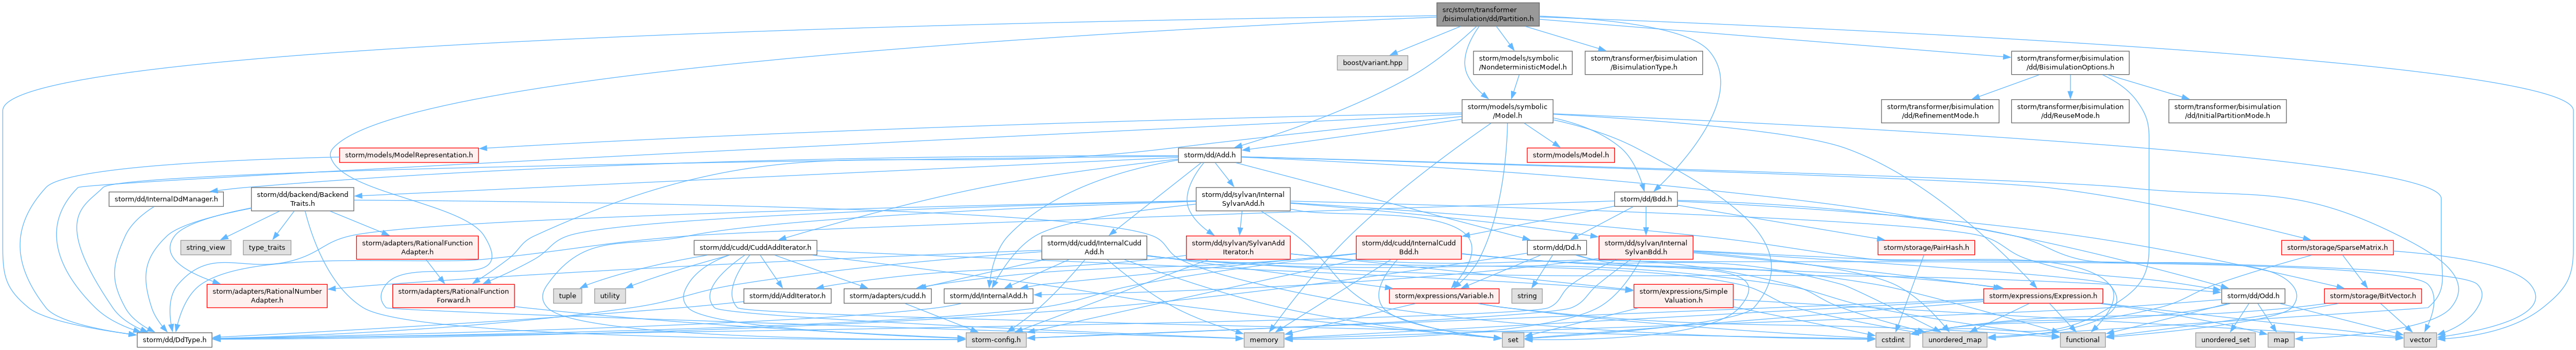 src/storm/transformer
/bisimulation/dd/Partition.h
boost/variant.hpp
storm/models/symbolic
/NondeterministicModel.h
storm/transformer/bisimulation
/BisimulationType.h
storm/transformer/bisimulation
/dd/BisimulationOptions.h
storm/models/symbolic
/Model.h
storm/transformer/bisimulation
/dd/RefinementMode.h
storm/transformer/bisimulation
/dd/ReuseMode.h
storm/transformer/bisimulation
/dd/InitialPartitionMode.h
storm/models/ModelRepresentation.h
storm/dd/Add.h
storm/models/Model.h
storm/dd/InternalDdManager.h
storm/dd/backend/Backend
Traits.h
storm/dd/sylvan/Internal
SylvanAdd.h
storm/dd/Bdd.h
string_view
type_traits
storm/adapters/RationalFunction
Adapter.h
storm/dd/cudd/CuddAddIterator.h
storm/dd/cudd/InternalCudd
Add.h
storm/dd/sylvan/SylvanAdd
Iterator.h
storm/dd/cudd/InternalCudd
Bdd.h
storm/dd/Dd.h
storm/dd/sylvan/Internal
SylvanBdd.h
storm/storage/PairHash.h
storm/storage/SparseMatrix.h
storm/adapters/RationalNumber
Adapter.h
storm/adapters/RationalFunction
Forward.h
tuple
utility
storm/dd/AddIterator.h
storm/adapters/cudd.h
storm/dd/InternalAdd.h
storm/expressions/Variable.h
string
storm/expressions/Simple
Valuation.h
storm/expressions/Expression.h
storm/dd/Odd.h
storm/storage/BitVector.h
storm/dd/DdType.h
storm-config.h
memory
set
cstdint
unordered_map
functional
unordered_set
map
vector